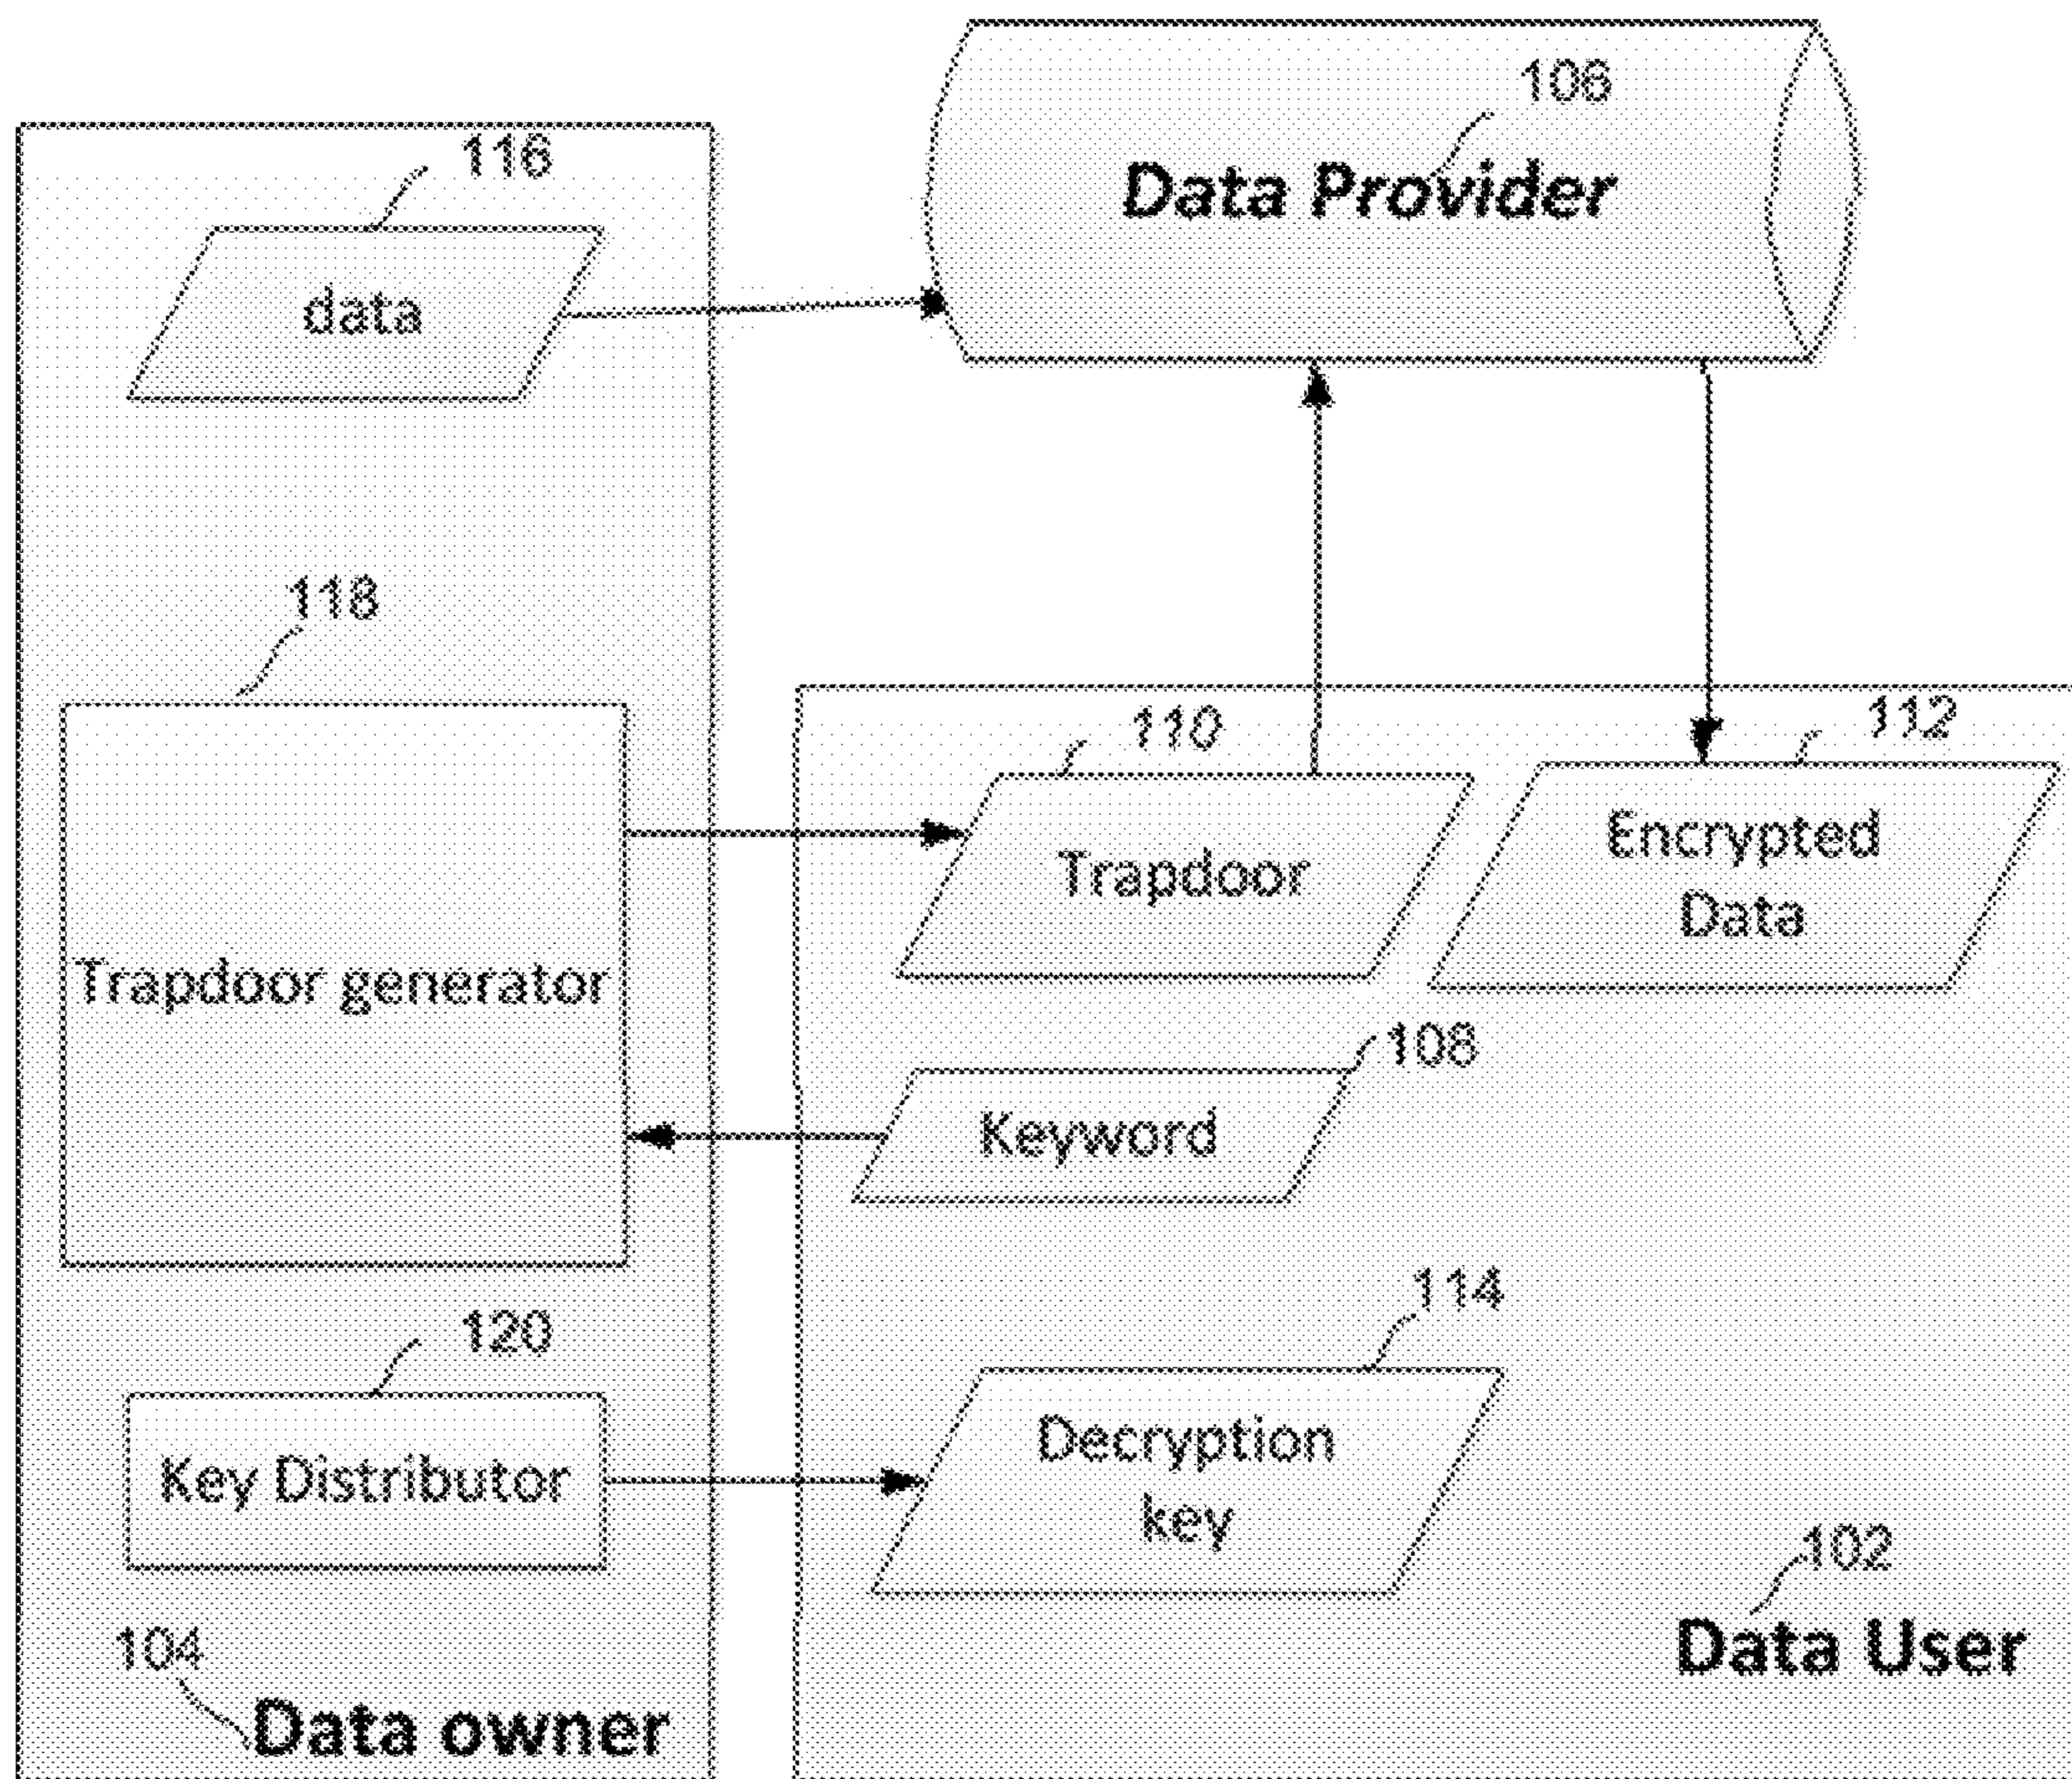 106
Data Provider
116
data
118
Trapdoor generator
110
Trapdoor
112
Encrypted
Data
108
Keyword
120
Key Distributor
114
Decryption
key
104
Data owner
102
Data User